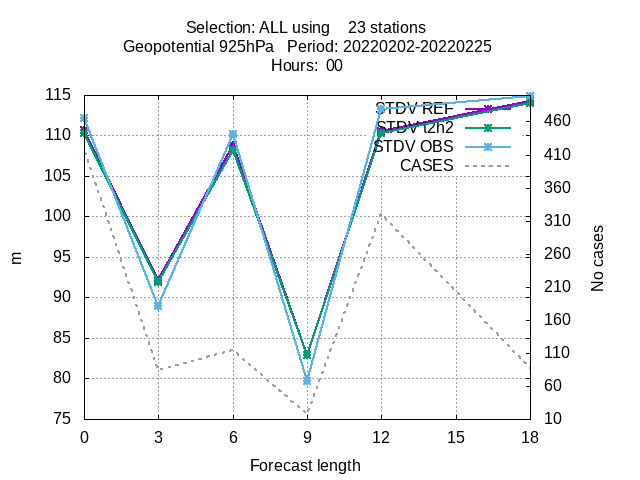 Selection: ALL using 23 stations
Geopotential 925hPa Period: 20220202-20220225
Hours: 00
115
110
105
100
95
90
85
80
75
m
STDV REF
STDV t2h2
STDV OBS
CASES
460
410
360
310
260
210
160
110
60
10
No cases
0 3 6 9 12 15 18
Forecast length